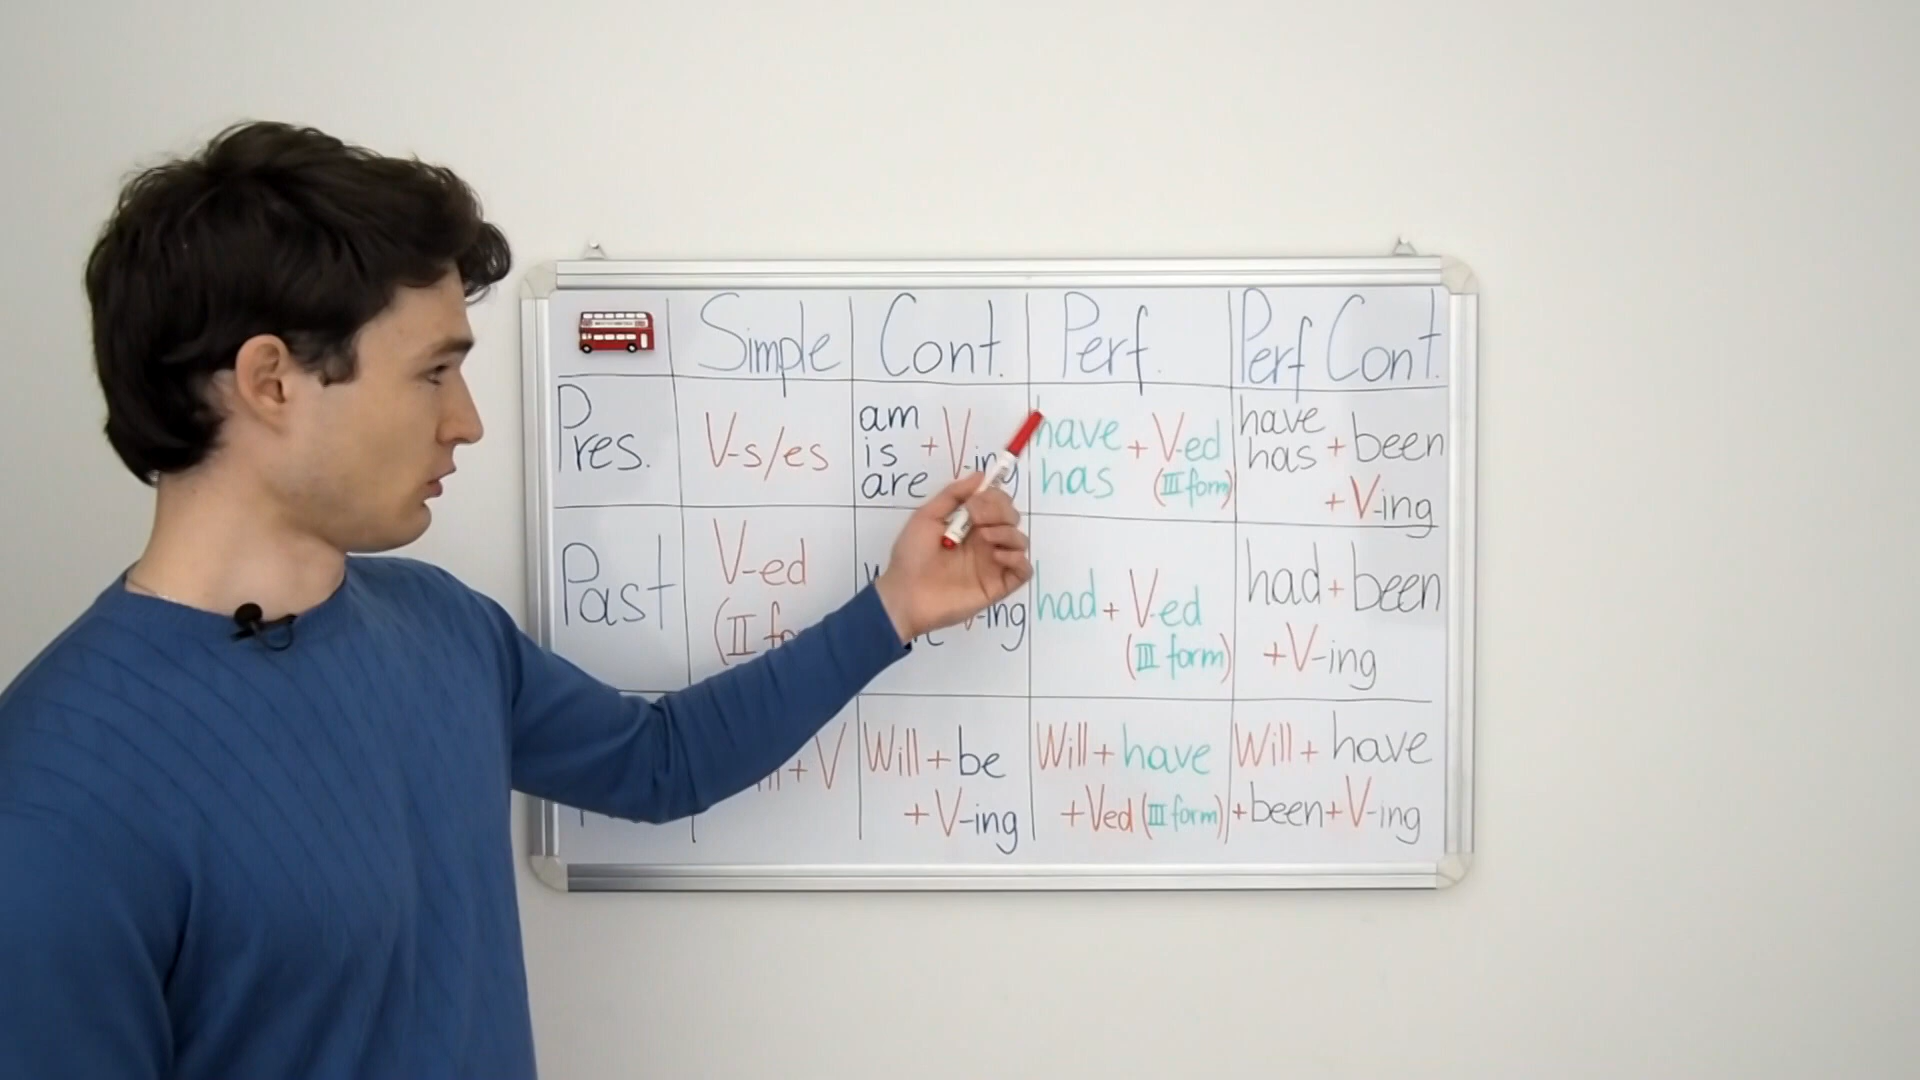 Simple Cont. Perf. Perf Cont.
Pres.
V-s/es
am
is + V-ing
are
have + V-ed
has (III form)
have
has + been
+ V-ing
Past
V-ed
(II
-ing
had + V-ed
(III form)
had + been
+ V-ing
+ V
Will + be
+ V-ing
Will + have
+ Ved (III form)
Will + have
+ been + V-ing